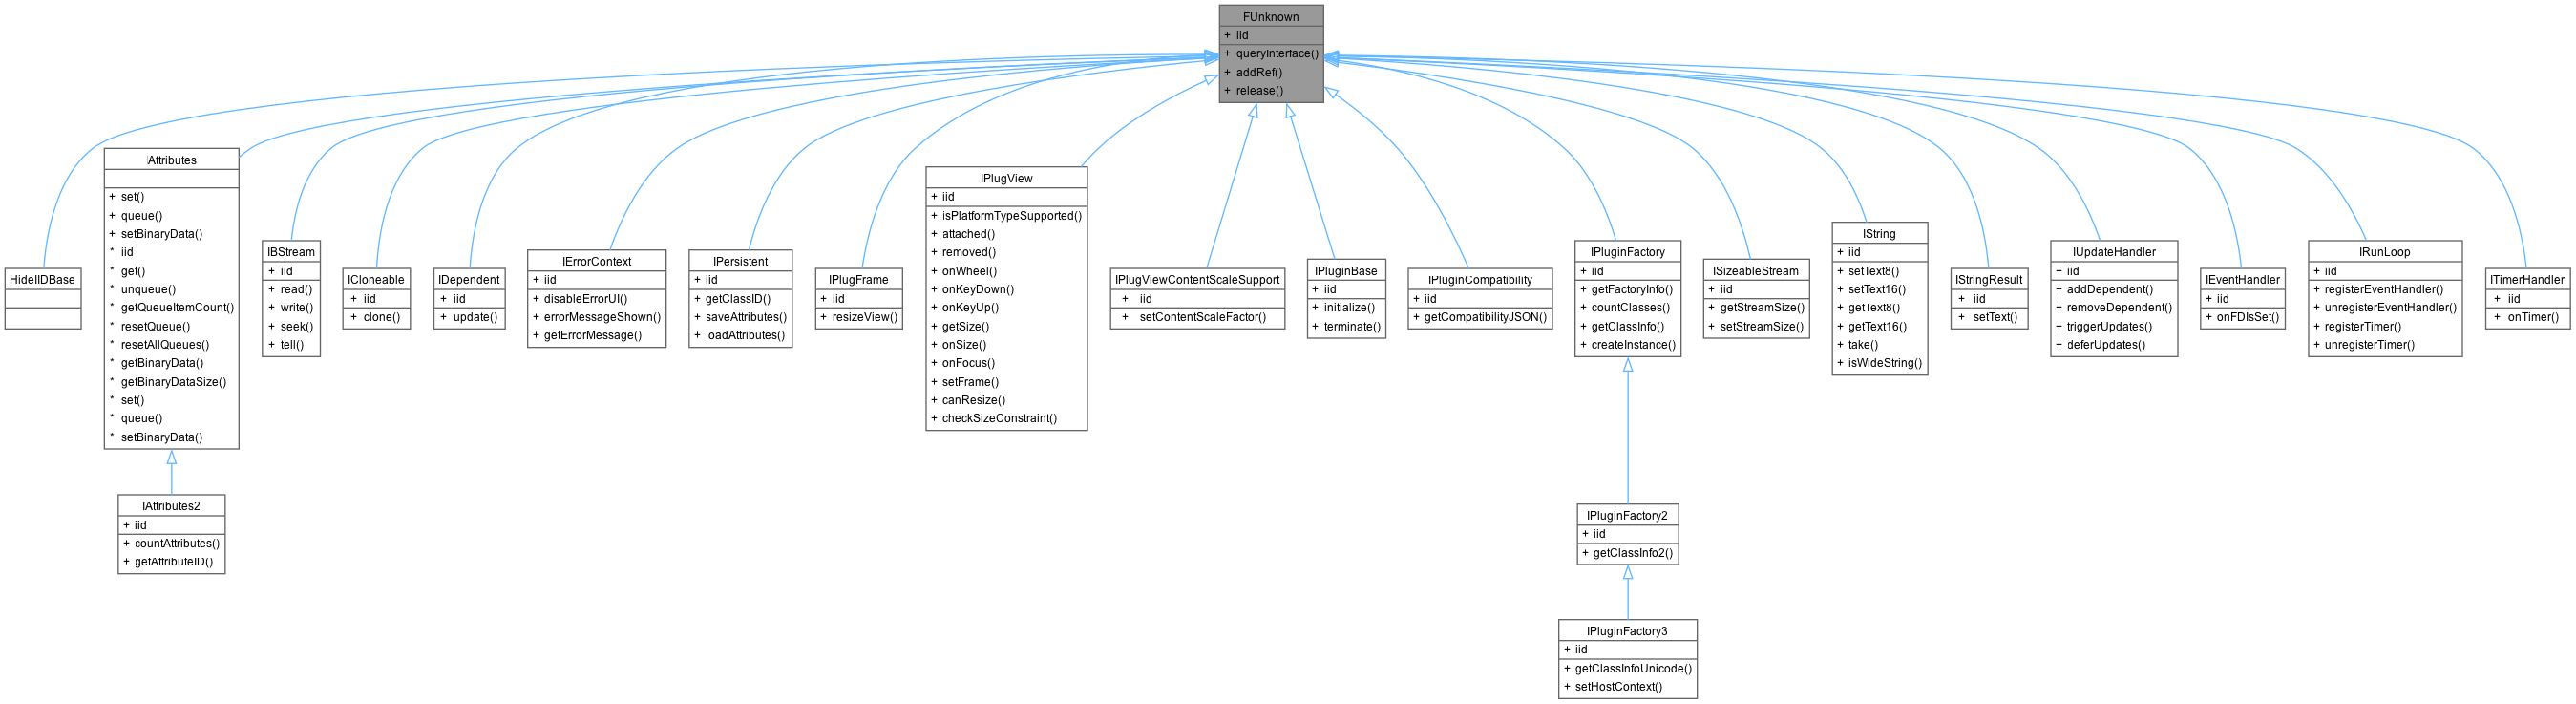 FUnknown
+ iid
+ queryInterface()
+ addRef()
+ release()
HideIIDBase
IAttributes
+ set()
+ queue()
+ setBinaryData()
* iid
* get()
* unqueue()
* getQueueItemCount()
* resetQueue()
* resetAllQueues()
* getBinaryData()
* getBinaryDataSize()
* set()
* queue()
* setBinaryData()
IAttributes2
+ iid
+ countAttributes()
+ getAttributeID()
IBStream
+ iid
+ read()
+ write()
+ seek()
+ tell()
ICloneable
+ iid
+ clone()
IDependent
+ iid
+ update()
IErrorContext
+ iid
+ disableErrorUI()
+ errorMessageShown()
+ getErrorMessage()
IPersistent
+ iid
+ getClassID()
+ saveAttributes()
+ loadAttributes()
IPlugFrame
+ iid
+ resizeView()
IPlugView
+ iid
+ isPlatformTypeSupported()
+ attached()
+ removed()
+ onWheel()
+ onKeyDown()
+ onKeyUp()
+ getSize()
+ onSize()
+ onFocus()
+ setFrame()
+ canResize()
+ checkSizeConstraint()
IPlugViewContentScaleSupport
+ iid
+ setContentScaleFactor()
IPluginBase
+ iid
+ initialize()
+ terminate()
IPluginCompatibility
+ iid
+ getCompatibilityJSON()
IPluginFactory
+ iid
+ getFactoryInfo()
+ countClasses()
+ getClassInfo()
+ createInstance()
IPluginFactory2
+ iid
+ getClassInfo2()
IPluginFactory3
+ iid
+ getClassInfoUnicode()
+ setHostContext()
ISizeableStream
+ iid
+ getStreamSize()
+ setStreamSize()
IString
+ iid
+ setText8()
+ setText16()
+ getText8()
+ getText16()
+ take()
+ isWideString()
IStringResult
+ iid
+ setText()
IUpdateHandler
+ iid
+ addDependent()
+ removeDependent()
+ triggerUpdates()
+ deferUpdates()
IEventHandler
+ iid
+ onFDIsSet()
IRunLoop
+ iid
+ registerEventHandler()
+ unregisterEventHandler()
+ registerTimer()
+ unregisterTimer()
ITimerHandler
+ iid
+ onTimer()